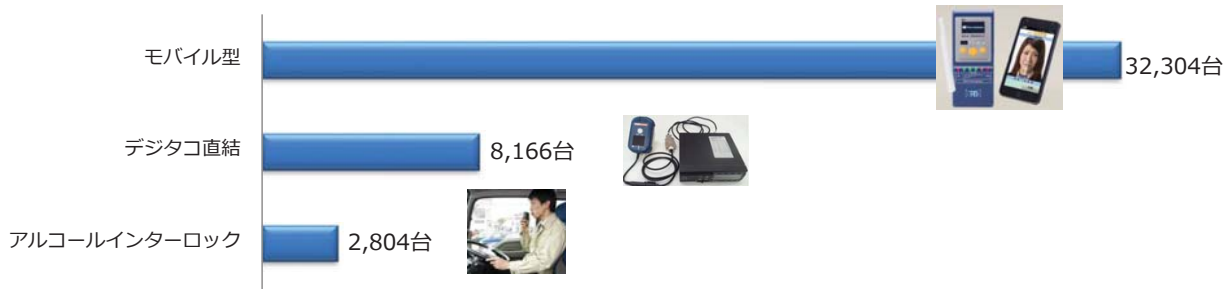 モバイル型
32,304台
デジタコ直結
8,166台
アルコールインターロック
2,804台